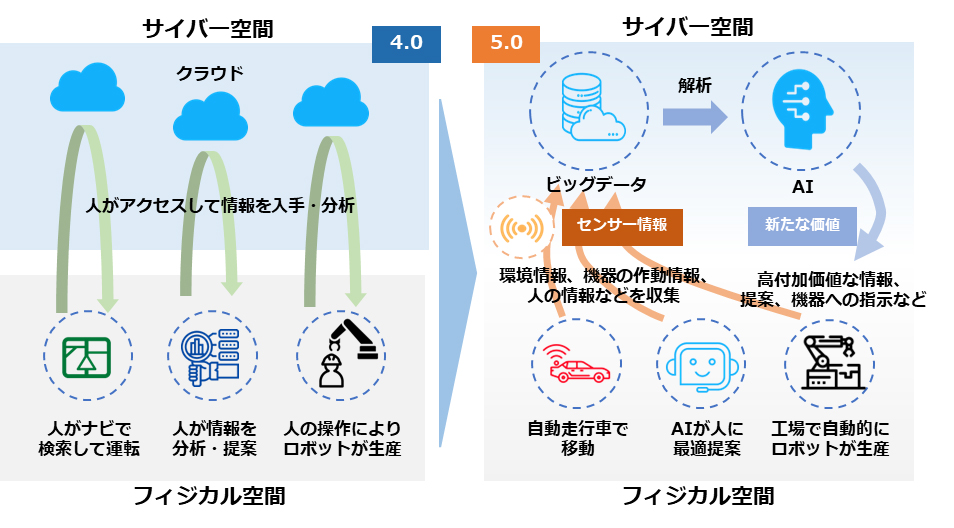 サイバー空間
4.0
クラウド
人がアクセスして情報を入手・分析
人がナビで
検索して運転
人が情報を
分析・提案
人の操作により
ロボットが生産
フィジカル空間
5.0
サイバー空間
解析
ビッグデータ
AI
センサー情報
新たな価値
環境情報、機器の作動情報、
人の情報などを収集
高付加価値な情報、
提案、機器への指示など
自動走行車で
移動
AIが人に
最適提案
工場で自動的に
ロボットが生産
フィジカル空間